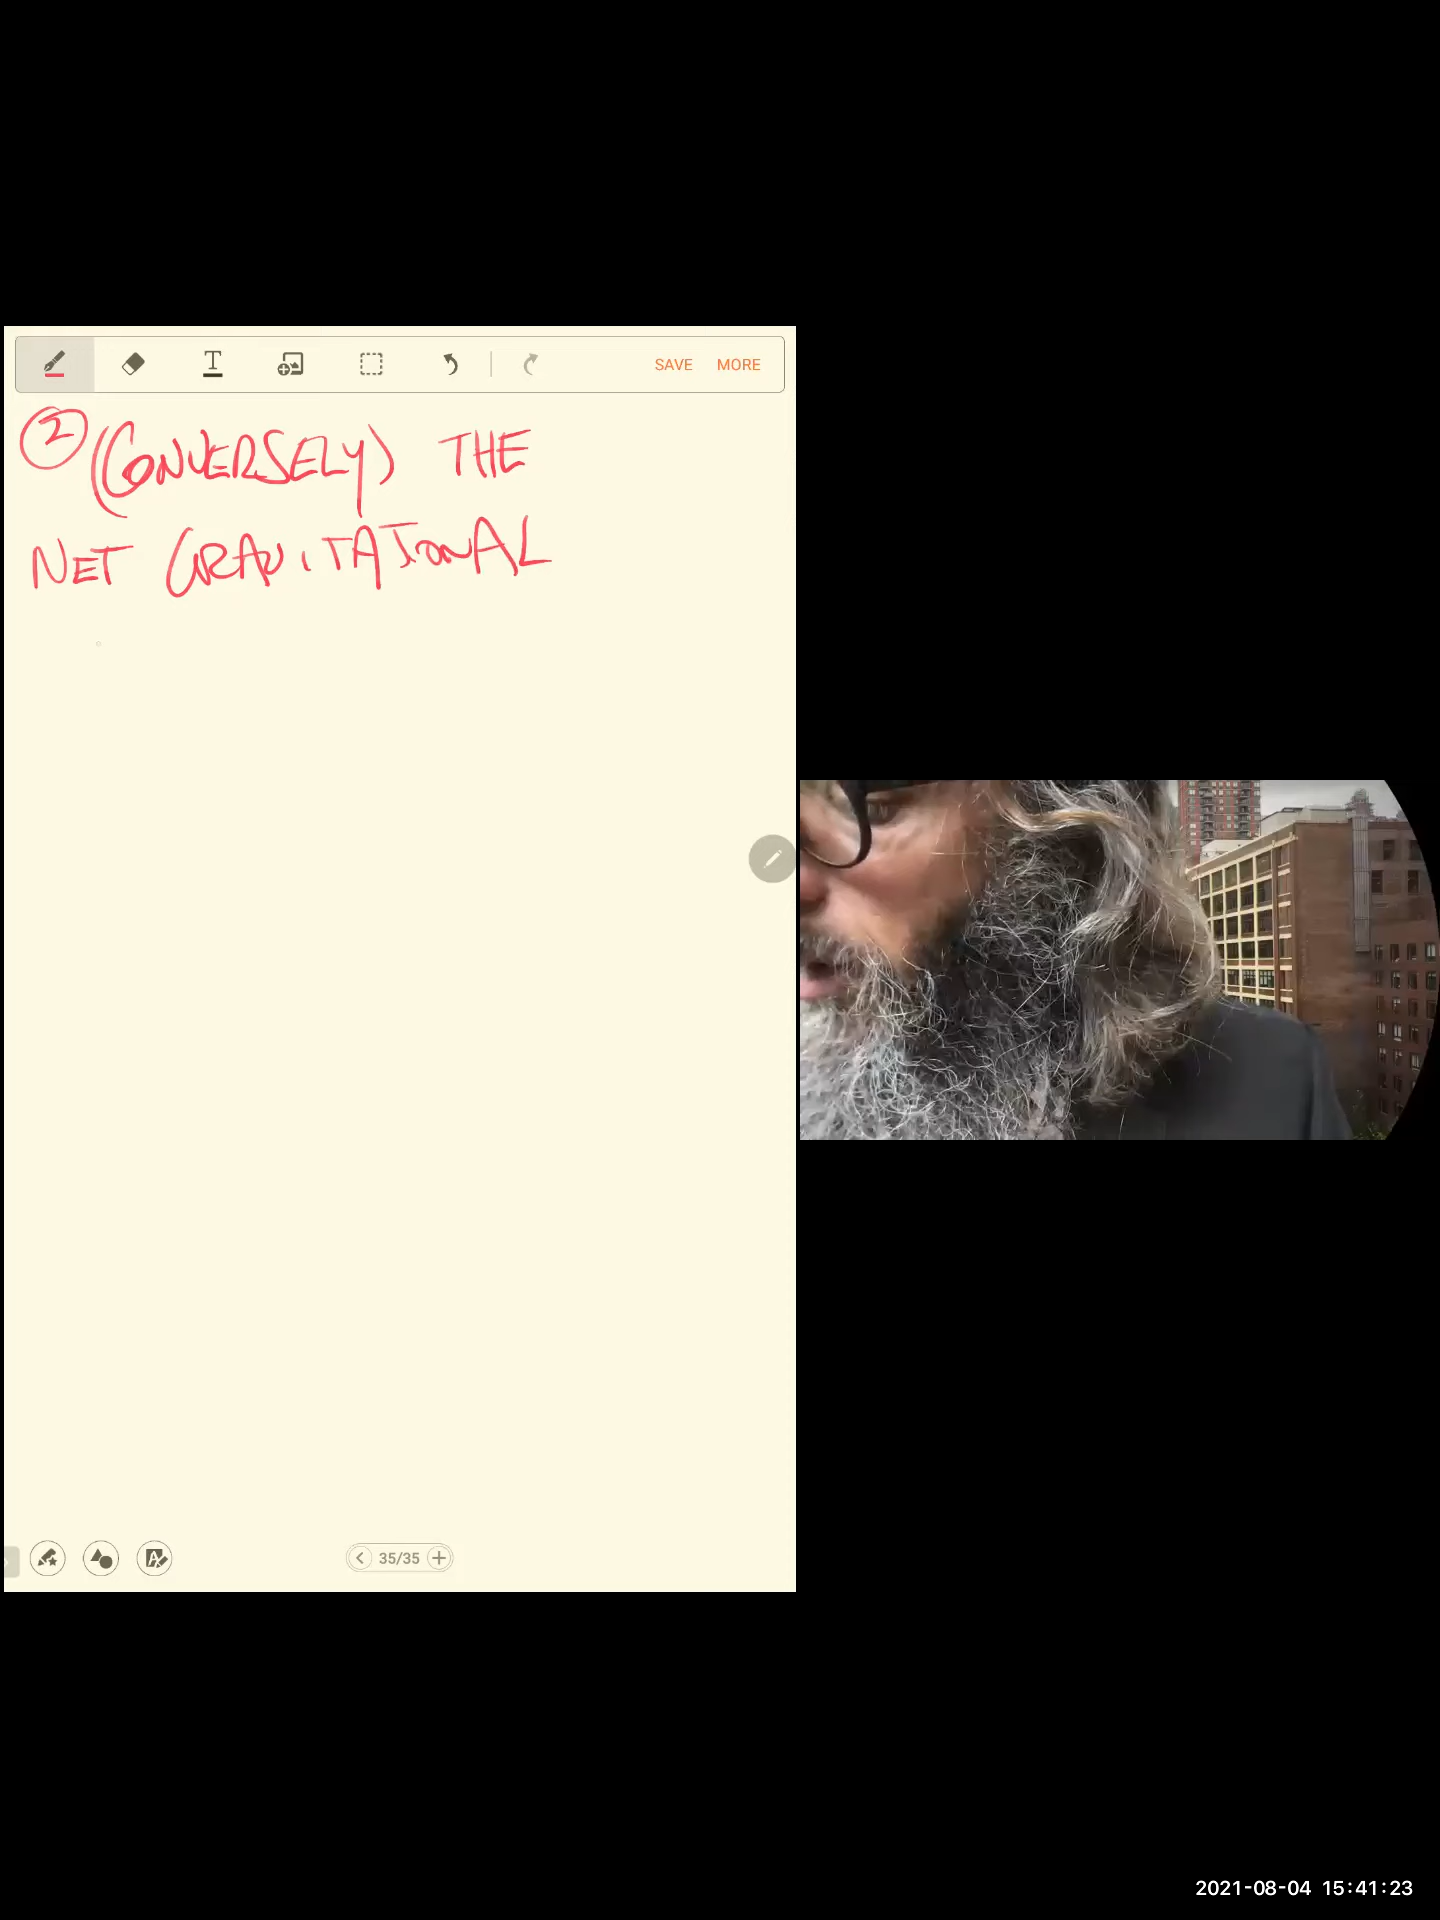 T SAVE MORE
② (CONVERSELY) THE
NET GRAVITATIONAL
A
35/35
2021-08-04 15:41:23